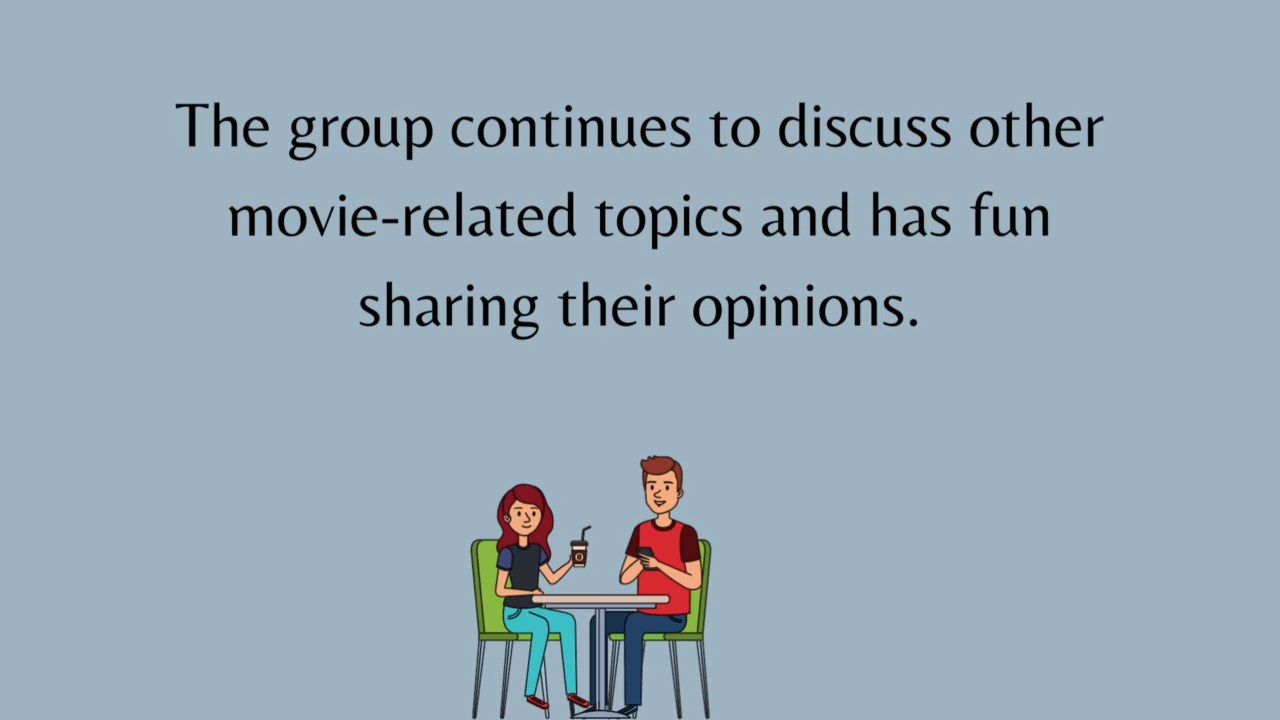 The group continues to discuss other
movie-related topics and has fun
sharing their opinions.